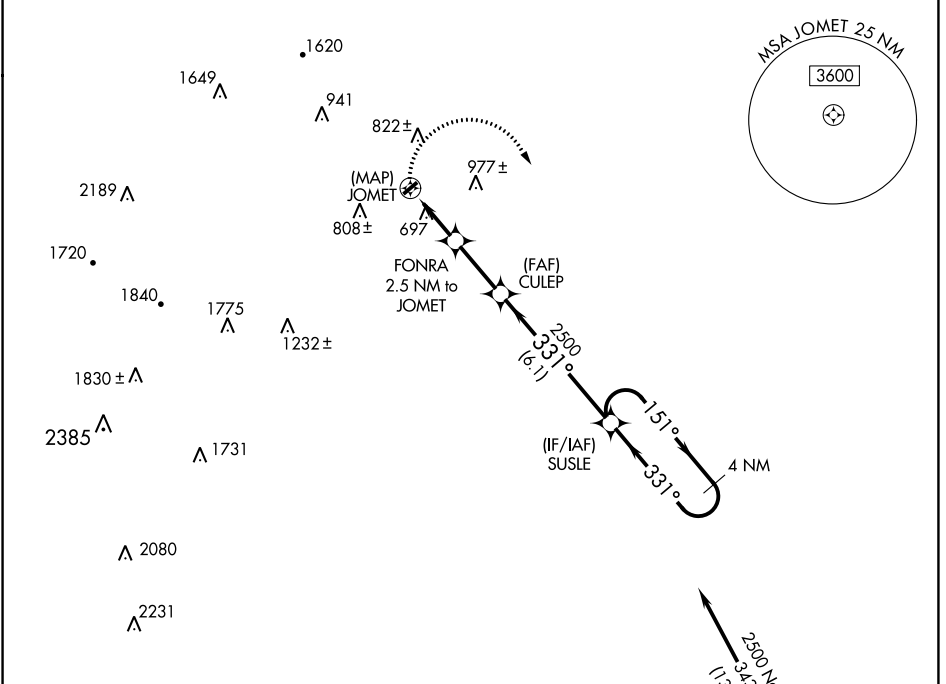 1620
1649
941
822±
977±
(MAP)
JOMET
2189
808±
697
1720
FONRA
2.5 NM to
JOMET
(FAF)
CULEP
1840
1775
1232±
2500
331°
(6.1)
1830±
2385
1731
(IF/IAF)
SUSLE
151°
331°
4 NM
2080
2231
2500
MSA JOMET 25 NM
3600